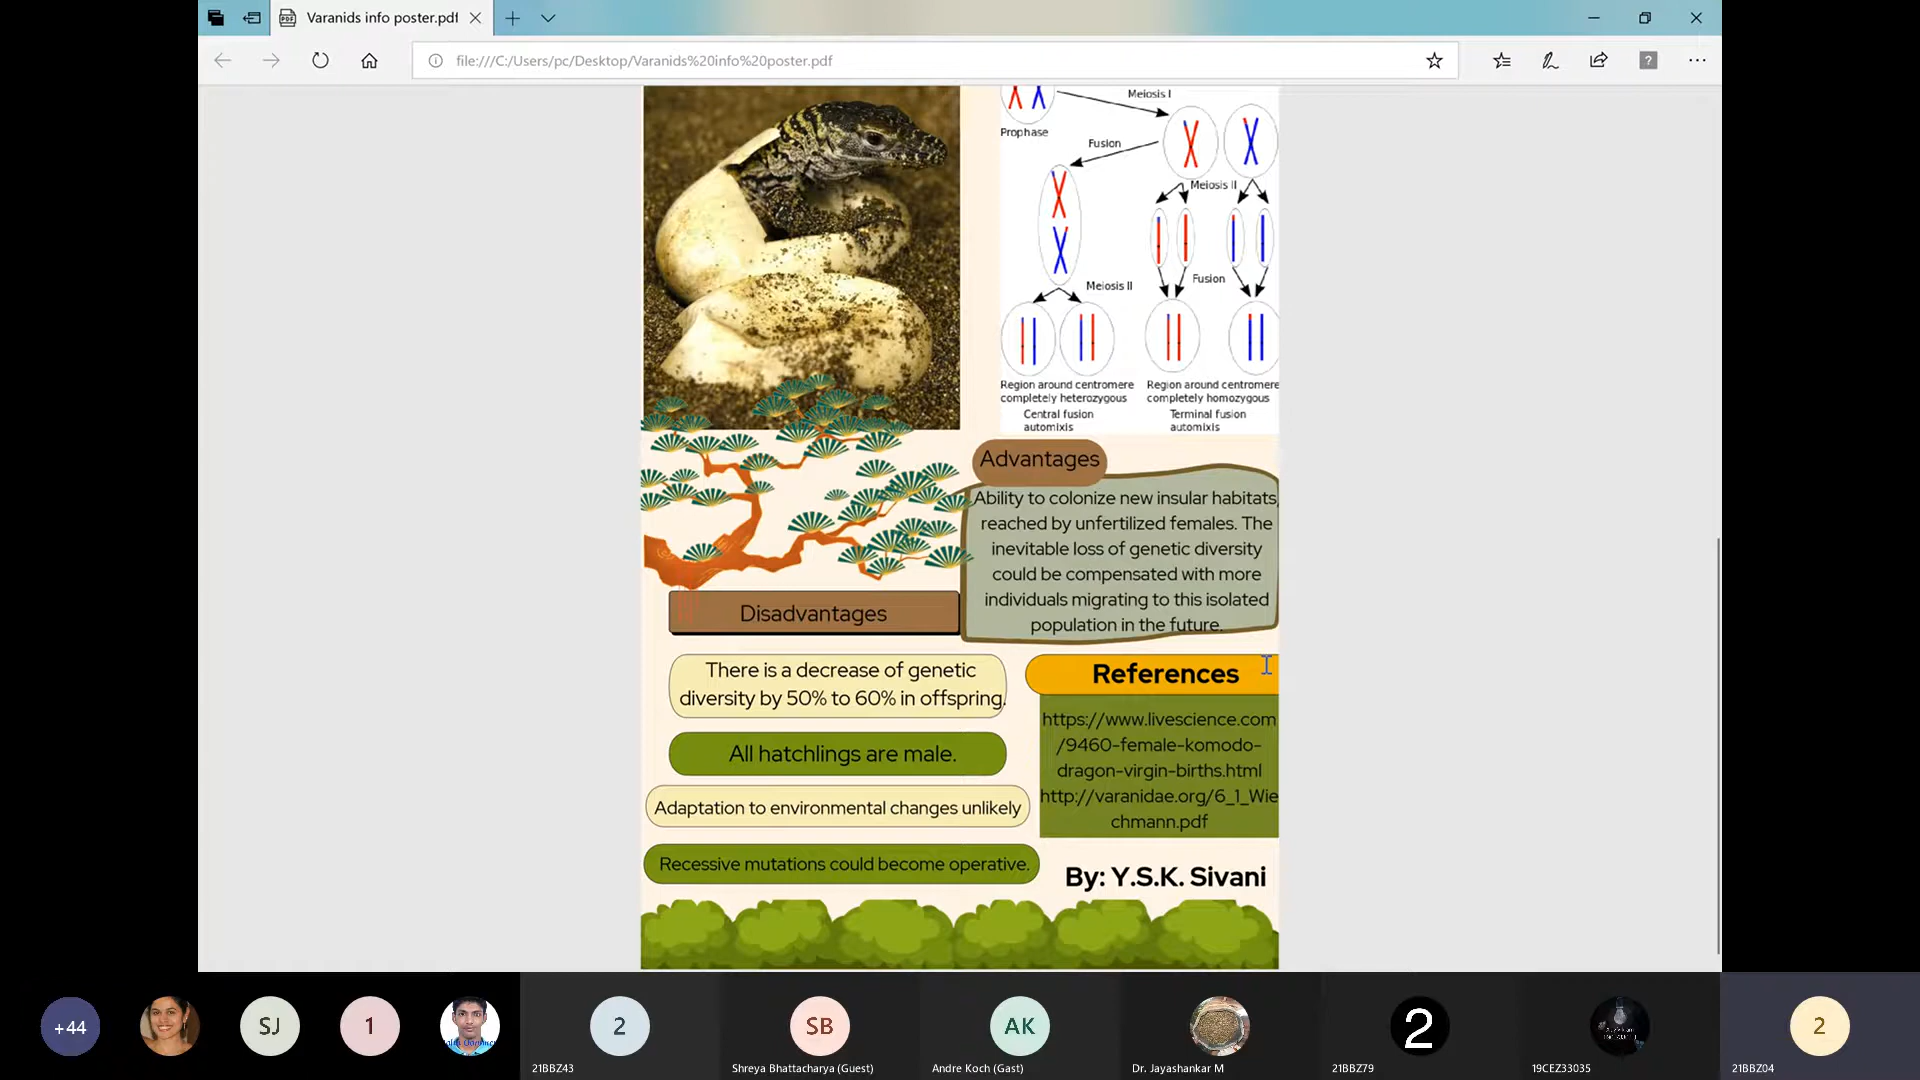 Varanids info poster.pdf
file:///C:/Users/pc/Desktop/Varanids%20info%20poster.pdf
Meiosis I
Prophase
Fusion
Meiosis II
Fusion
Meiosis II
Region around centromere
completely heterozygous
Central fusion
automixis
Region around centromere
completely homozygous
Terminal fusion
automixis
Advantages
Ability to colonize new insular habitats,
reached by unfertilized females. The
inevitable loss of genetic diversity
could be compensated with more
individuals migrating to this isolated
population in the future.
Disadvantages
There is a decrease of genetic
diversity by 50% to 60% in offspring.
All hatchlings are male.
Adaptation to environmental changes unlikely
Recessive mutations could become operative.
References
https://www.livescience.com
/9460-female-komodo-
dragon-virgin-births.html
http://varanidae.org/6_1_Wie
chmann.pdf
By: Y.S.K. Sivani
+44
SJ
1
2
SB
AK
2
2
21BBZ43
Shreya Bhattacharya (Guest)
Andre Koch (Gast)
Dr. Jayashankar M
21BBZ79
19CEZ33035
21BBZ04